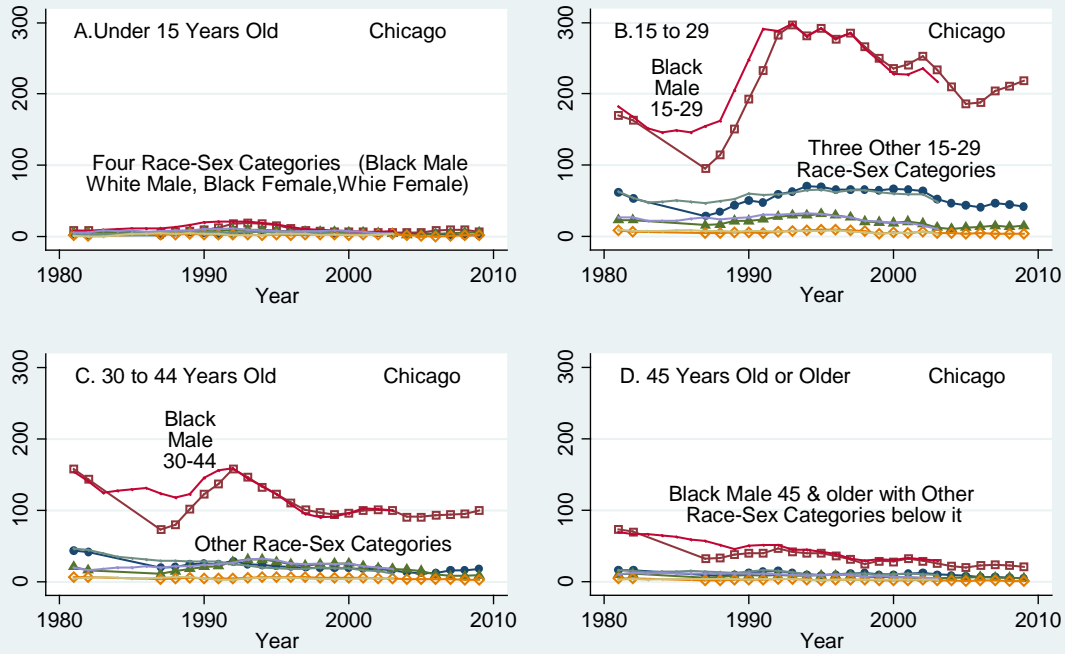 A.Under 15 Years Old Chicago
Four Race-Sex Categories (Black Male
White Male, Black Female,Whie Female)
0 100 200 300
1980 1990 2000 2010
Year
B.15 to 29 Chicago
Black
Male
15-29
Three Other 15-29
Race-Sex Categories
0 100 200 300
1980 1990 2000 2010
Year
C. 30 to 44 Years Old Chicago
Black
Male
30-44
Other Race-Sex Categories
0 100 200 300
1980 1990 2000 2010
Year
D. 45 Years Old or Older Chicago
Black Male 45 & older with Other
Race-Sex Categories below it
0 100 200 300
1980 1990 2000 2010
Year